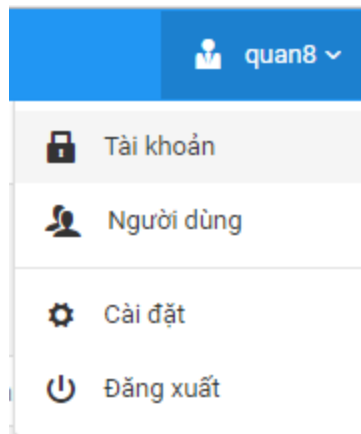 quan8
Tài khoản
Người dùng
Cài đặt
Đăng xuất